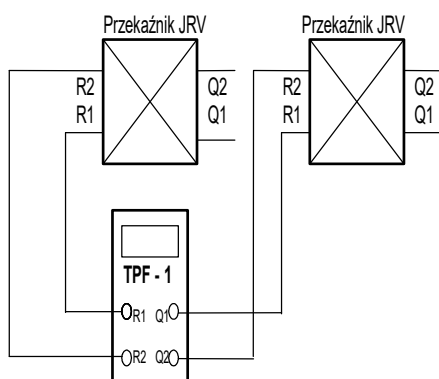 Przekaźnik JRV
Przekaźnik JRV
R2
Q2
R2
Q2
R1
Q1
R1
Q1
TPF - 1
R1
Q1
R2
Q2